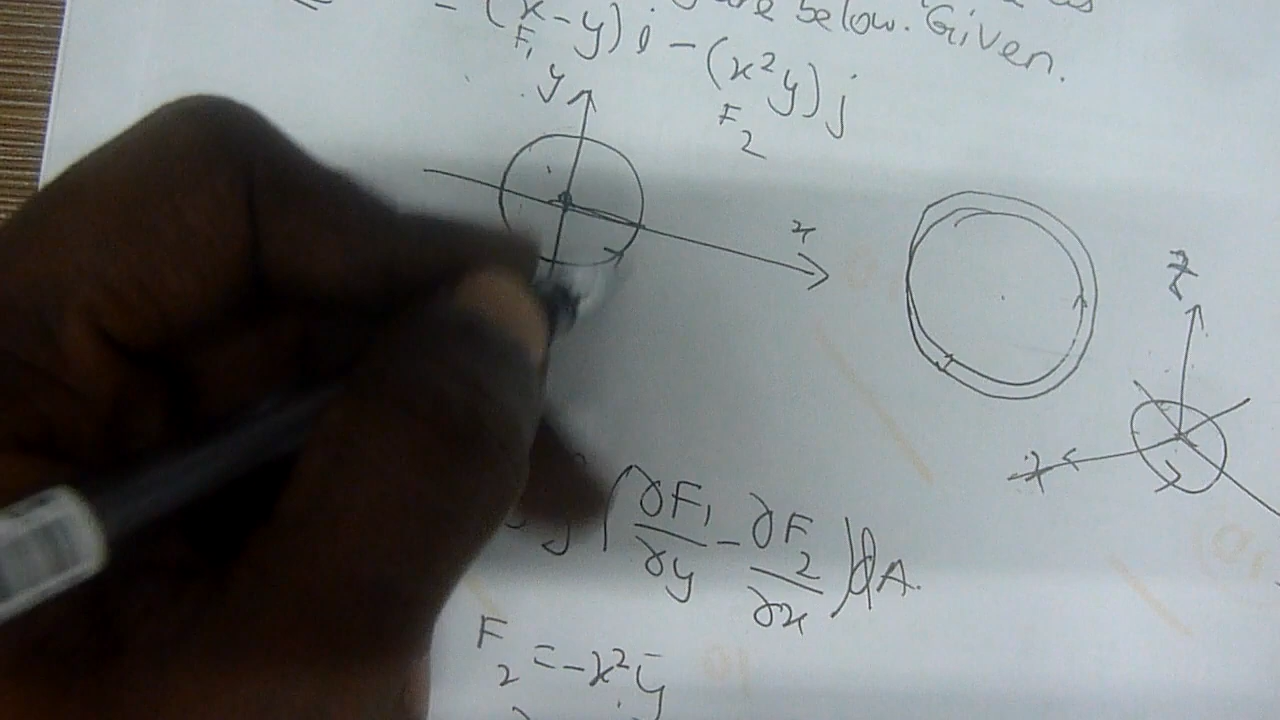 below. Given.
(x-y)i - (x²y)j
F₁ F₂
y
x
z
x
(∂F₁/∂y - ∂F₂/∂x)dA.
F₂ = -x²y